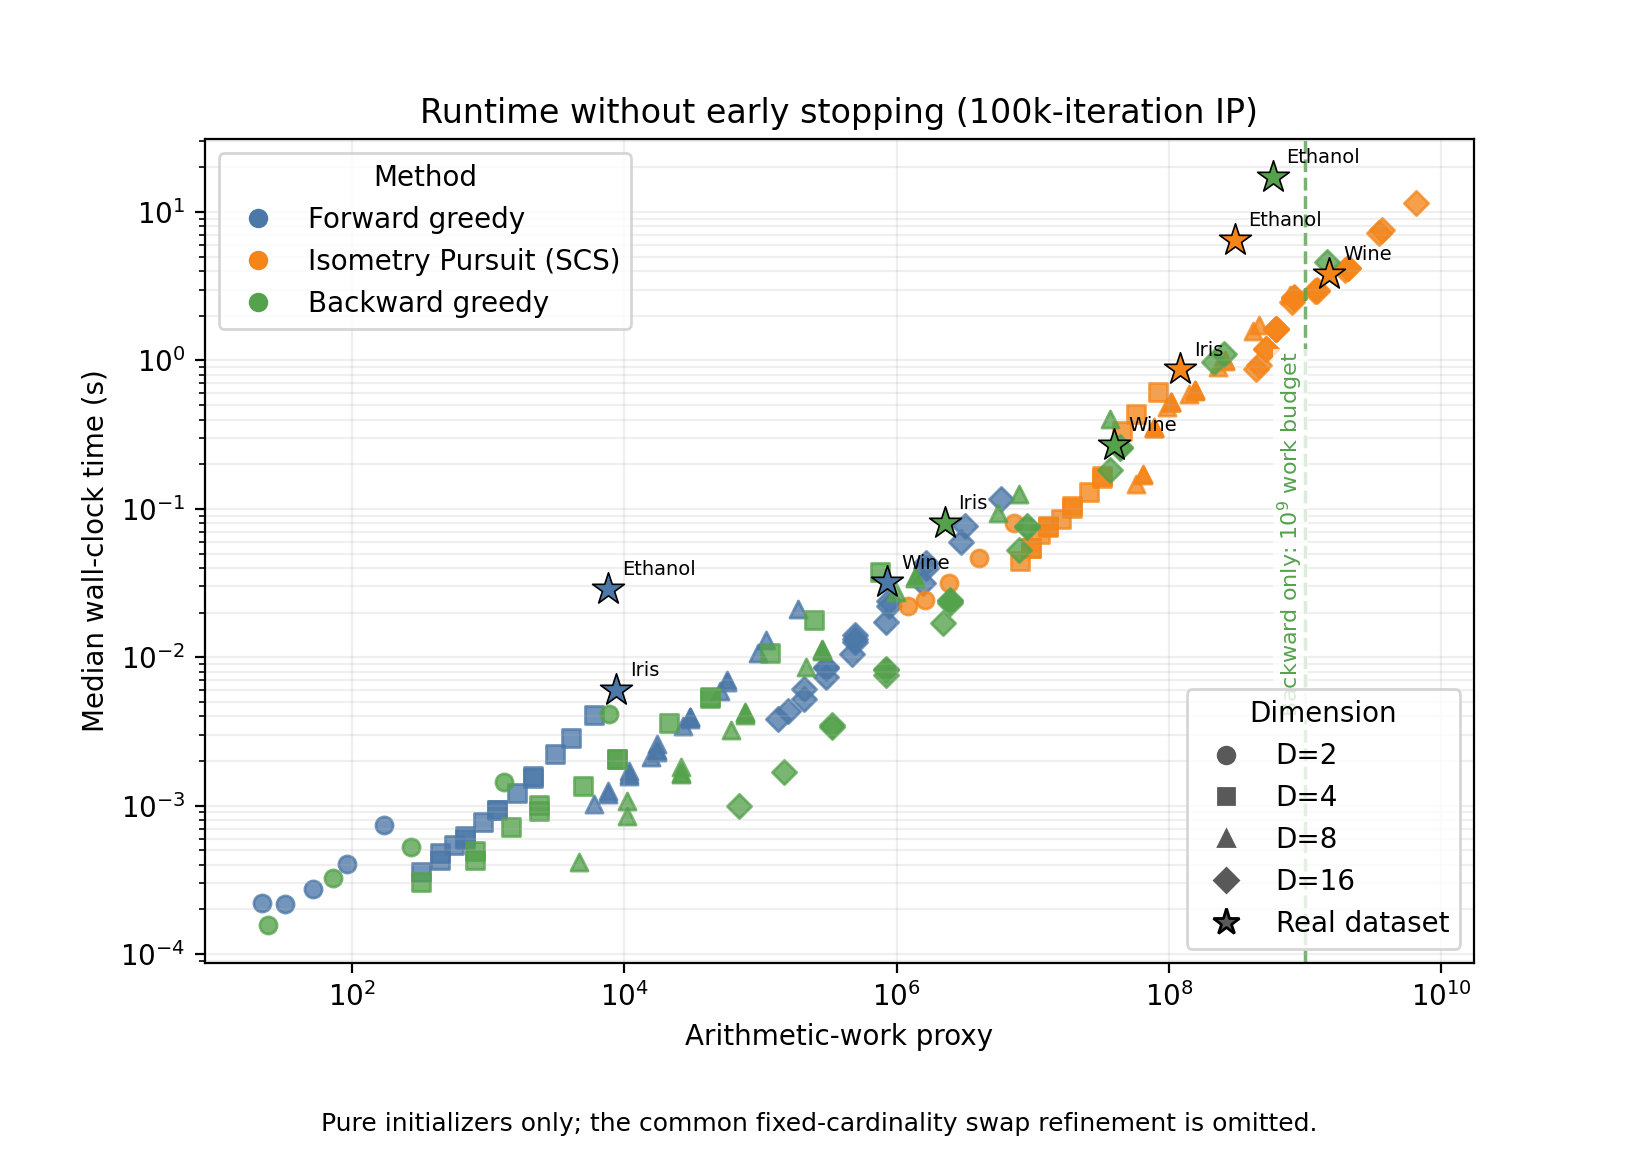 Runtime without early stopping (100k-iteration IP)
Method
Forward greedy
Isometry Pursuit (SCS)
Backward greedy
Ethanol
Ethanol
Wine
Iris
Wine
Iris
Wine
Ethanol
Iris
ackward only: 10⁹ work budget
Dimension
D=2
D=4
D=8
D=16
Real dataset
Median wall-clock time (s)
10¹
10⁰
10⁻¹
10⁻²
10⁻³
10⁻⁴
10²
10⁴
10⁶
10⁸
10¹⁰
Arithmetic-work proxy
Pure initializers only; the common fixed-cardinality swap refinement is omitted.